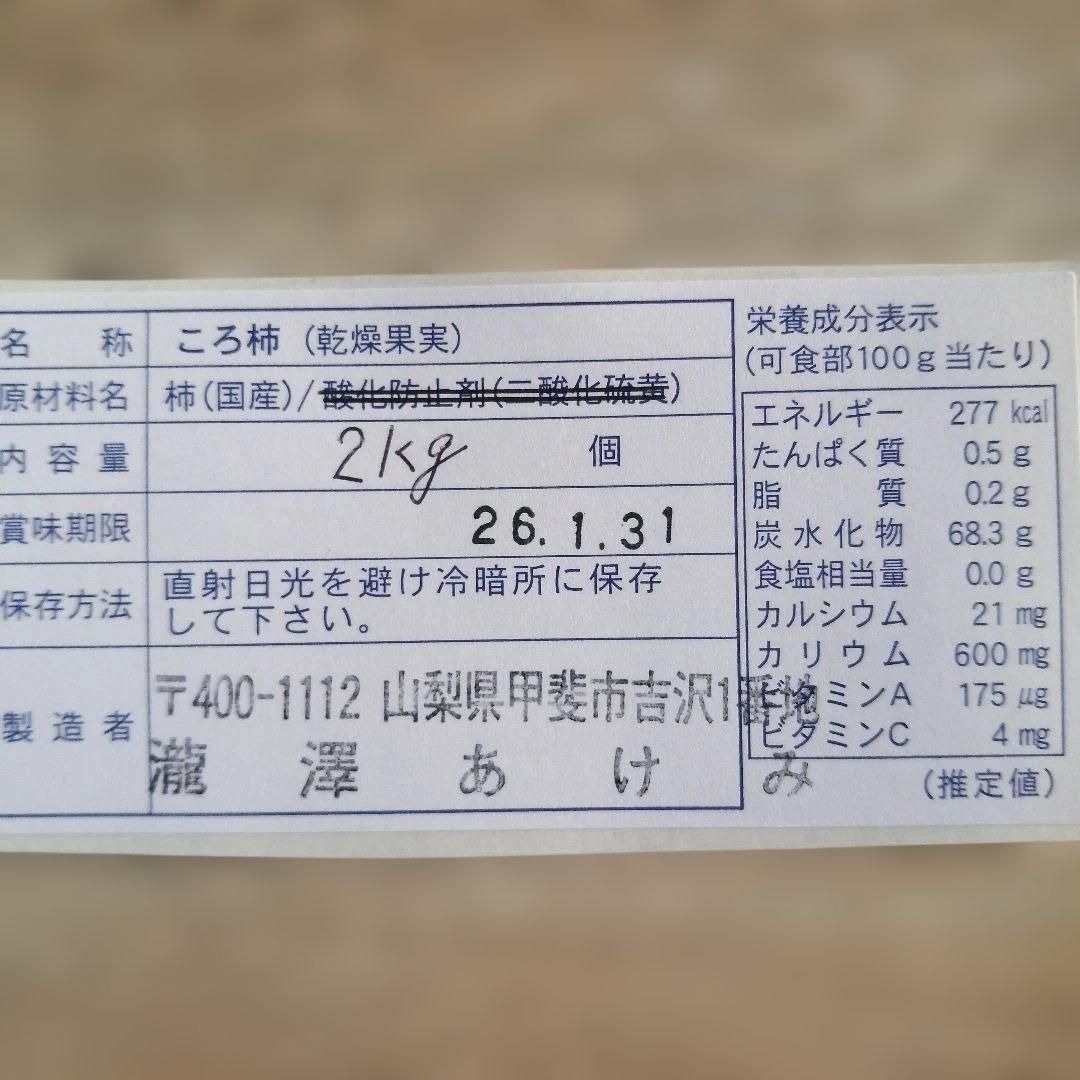 名称 ころ柿(乾燥果実)
原材料名 柿(国産)/酸化防止剤(二酸化硫黄)
内容量 2kg 個
賞味期限 26.1.31
保存方法 直射日光を避け冷暗所に保存
して下さい。
製造者 〒400-1112 山梨県甲斐市吉沢1番地
瀧澤あけみ
栄養成分表示
(可食部100g当たり)
エネルギー 277 kcal
たんぱく質 0.5 g
脂質 0.2 g
炭水化物 68.3 g
食塩相当量 0.0 g
カルシウム 21 mg
カリウム 600 mg
ビタミンA 175 μg
ビタミンC 4 mg
(推定値)